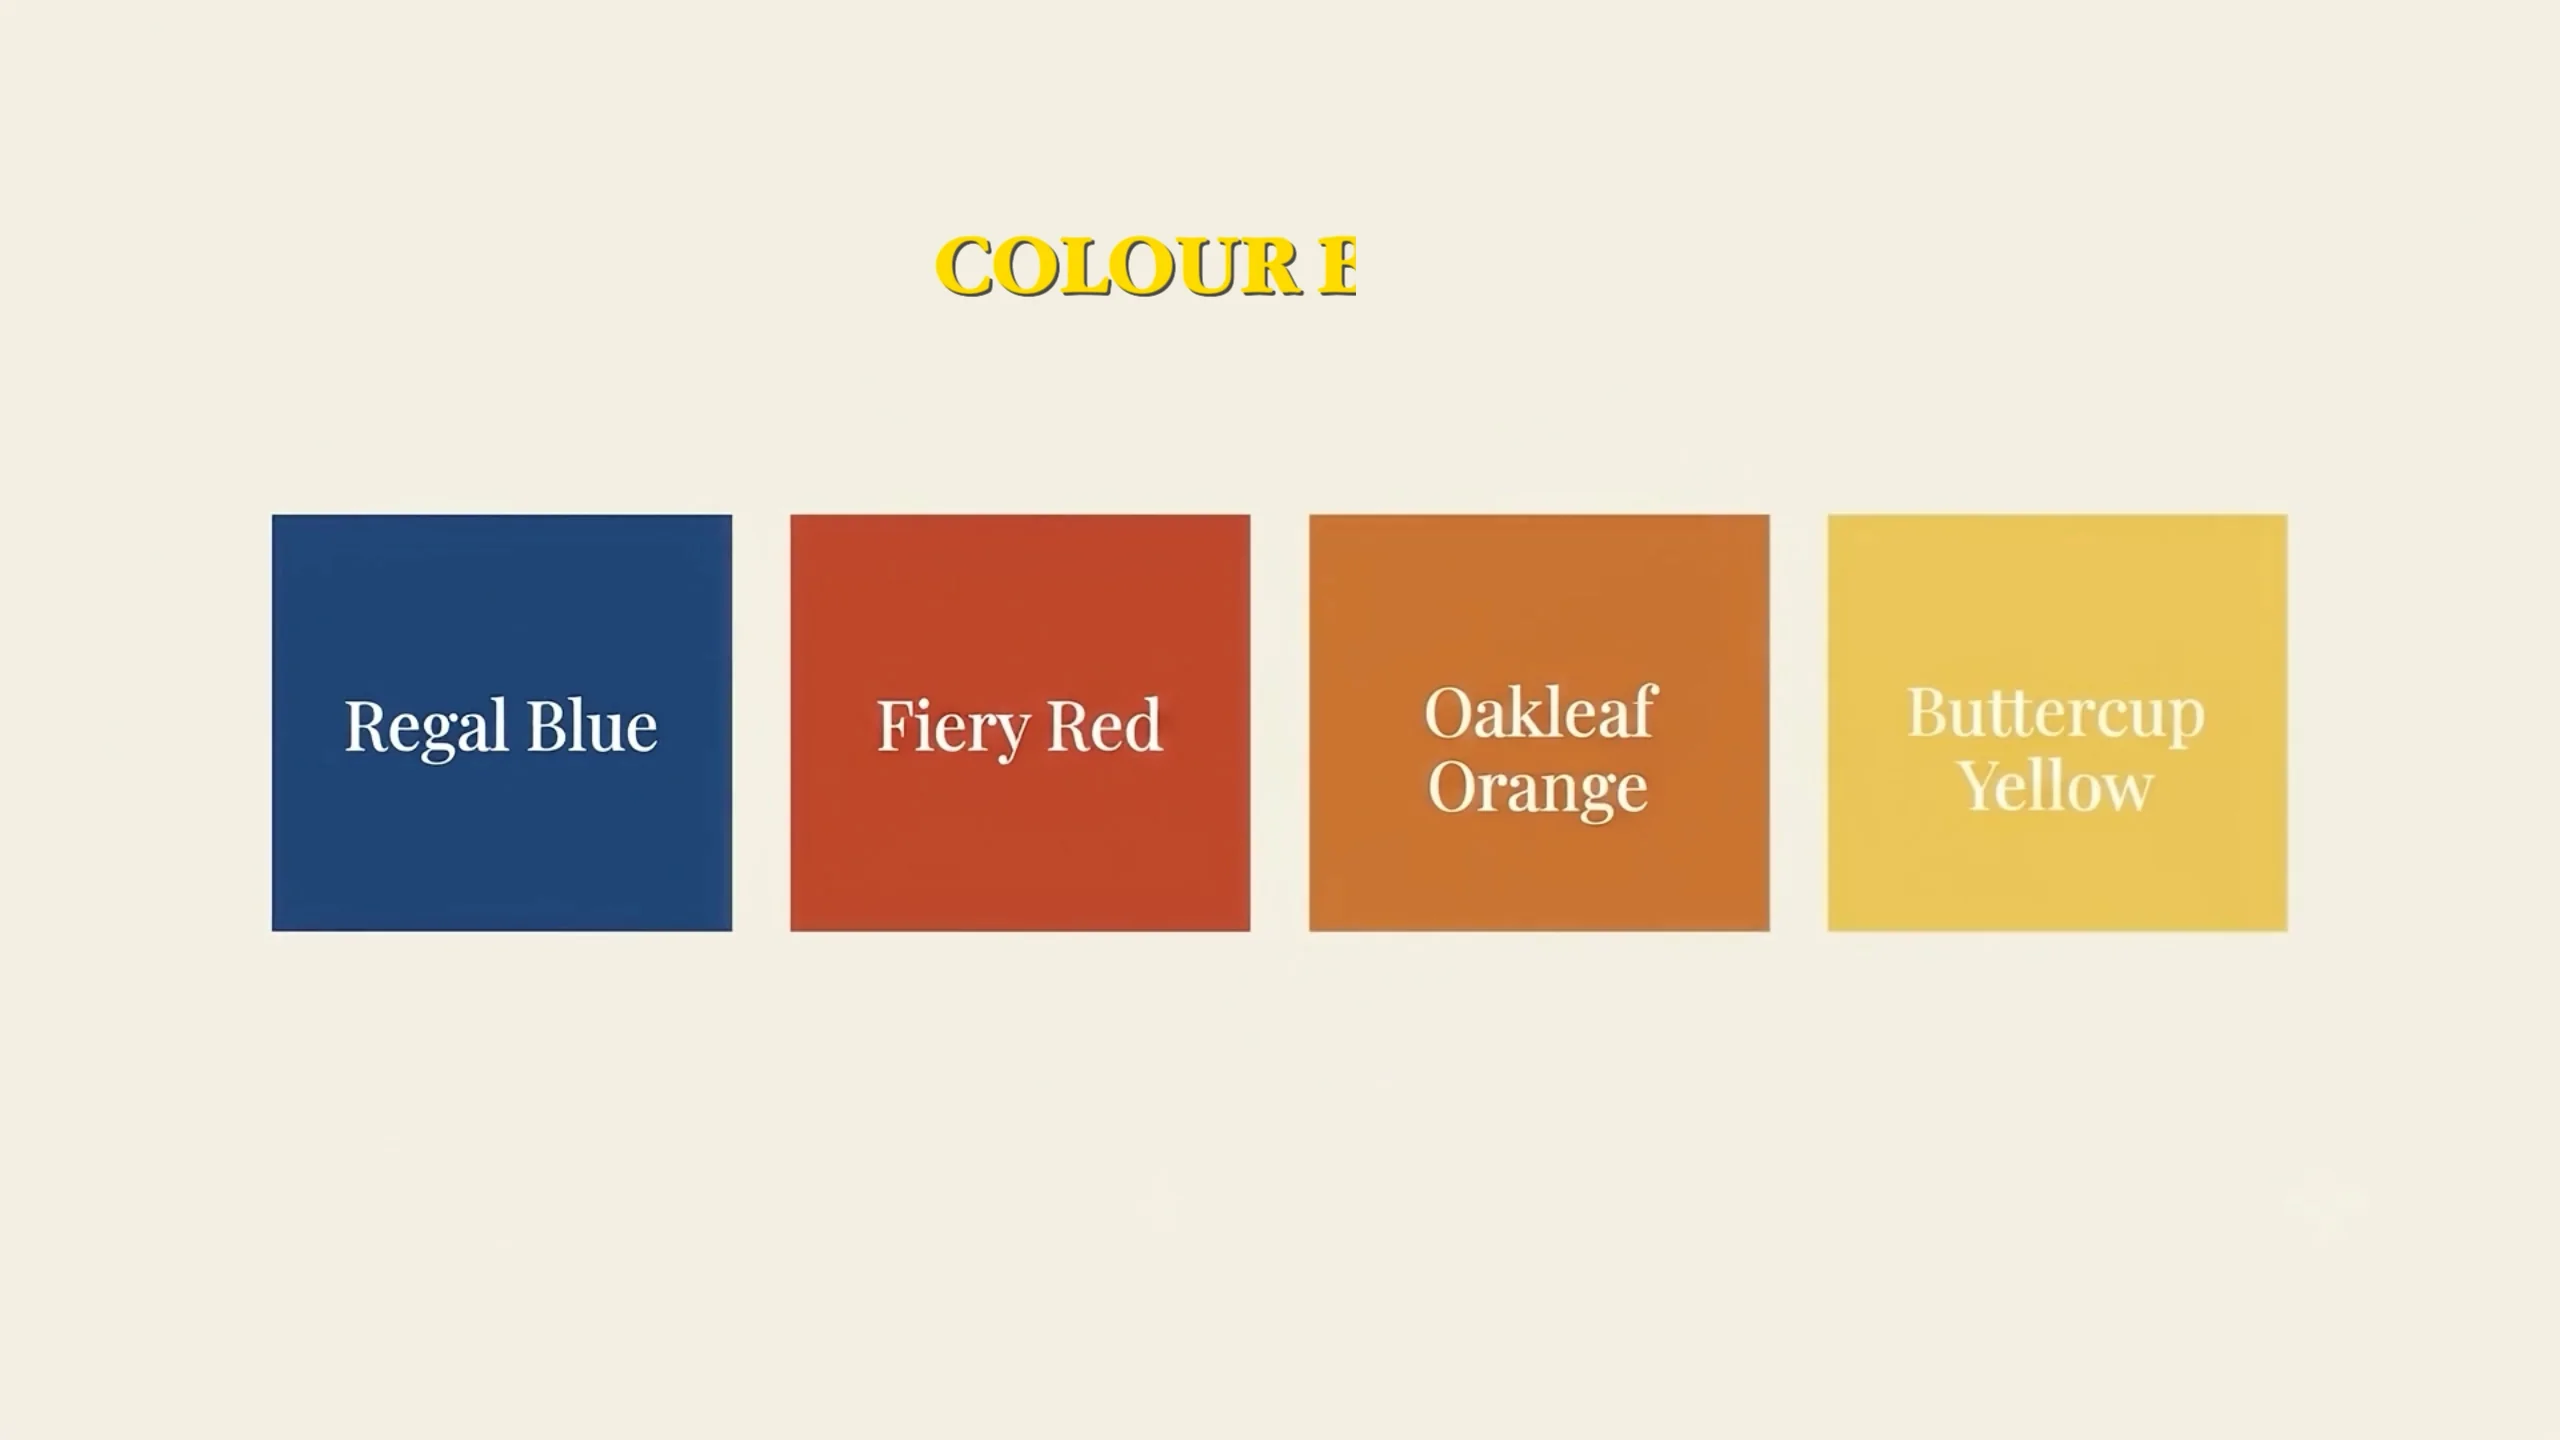 COLOUR
Regal Blue
Fiery Red
Oakleaf
Orange
Buttercup
Yellow